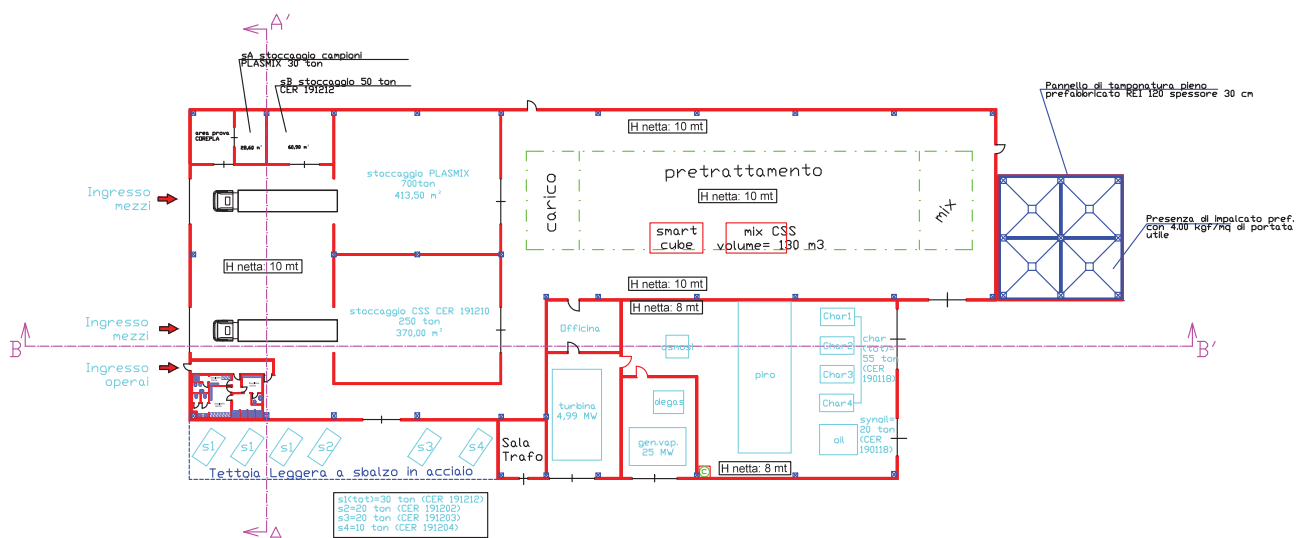 A'
sA stoccaggio campioni
PLASMIX 30 ton
sB stoccaggio 50 ton
CER 191212
Pannello di tamponatura pieno
prefabbricato REI 120 spessore 30 cm
area prova
COREPLA
28,60 m²
60,90 m²
H netta: 10 mt
stoccaggio PLASMIX
700ton
413,50 m²
carico
pretrattamento
H netta: 10 mt
mix
Ingresso
mezzi
Presenza di impalcato pref.
con 4.00 kgf/mq di portata
utile
smart
cube
mix CSS
volume= 130 m3
H netta: 10 mt
H netta: 10 mt
H netta: 8 mt
stoccaggio CSS CER 191210
250 ton
370,00 m²
Ingresso
mezzi
Officina
osmosi
Char1
Char2
Char3
Char4
char
(tot)=
55 ton
(CER
190118)
B
B'
Ingresso
operai
piro
degas
turbina
4,99 MW
gen.vap.
25 MW
oil
synoil=
20 ton
(CER
190118)
s1
s1
s1
s2
s3
s4
Sala
Trafo
Tettoia Leggera a sbalzo in acciaio
C
H netta: 8 mt
s1(tot)=30 ton (CER 191212)
s2=20 ton (CER 191202)
s3=20 ton (CER 191203)
s4=10 ton (CER 191204)
A